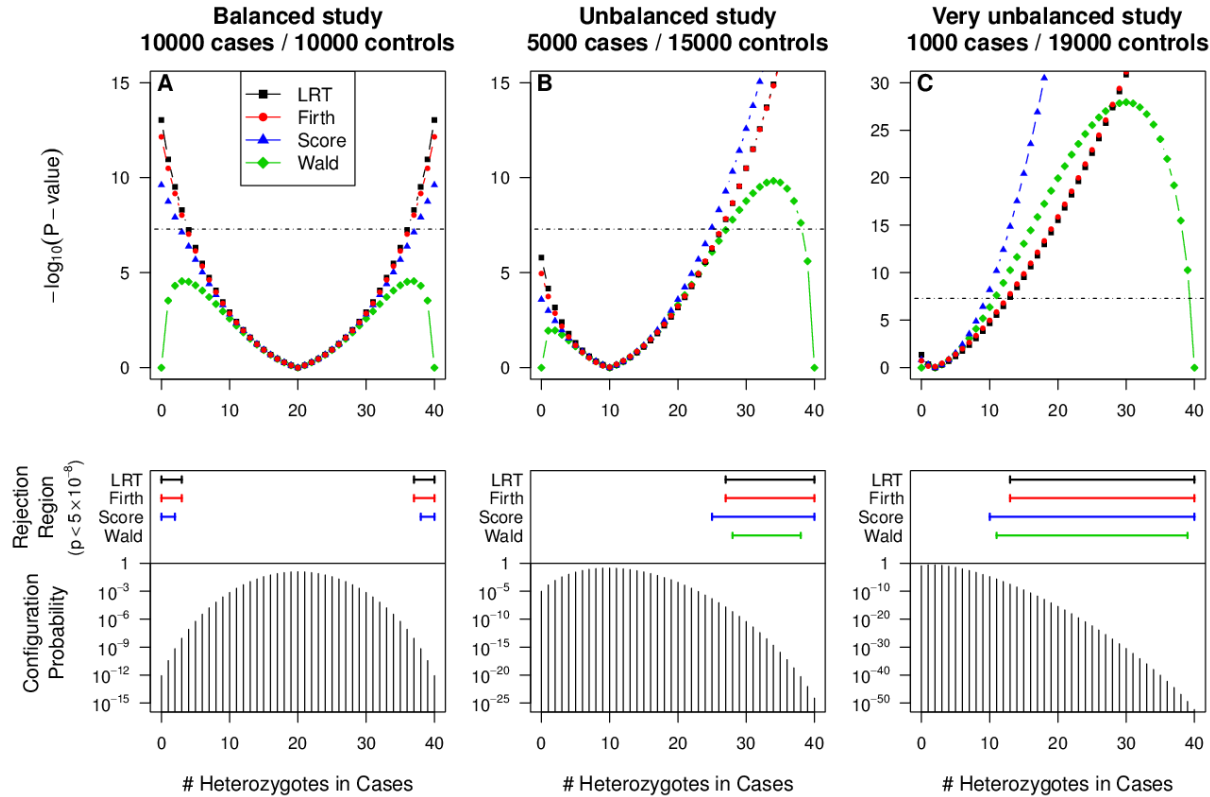 Balanced study
10000 cases / 10000 controls
Unbalanced study
5000 cases / 15000 controls
Very unbalanced study
1000 cases / 19000 controls
−log10(P−value)
A
LRT
Firth
Score
Wald
15
10
5
0
0 10 20 30 40
B
15
10
5
0
0 10 20 30 40
C
30
25
20
15
10
5
0
0 10 20 30 40
Rejection
Region
(p < 5×10−8)
LRT
Firth
Score
Wald
LRT
Firth
Score
Wald
LRT
Firth
Score
Wald
Configuration
Probability
1
10−3
10−6
10−9
10−12
10−15
0 10 20 30 40
1
10−5
10−10
10−15
10−20
10−25
0 10 20 30 40
1
10−10
10−20
10−30
10−40
10−50
0 10 20 30 40
# Heterozygotes in Cases
# Heterozygotes in Cases
# Heterozygotes in Cases